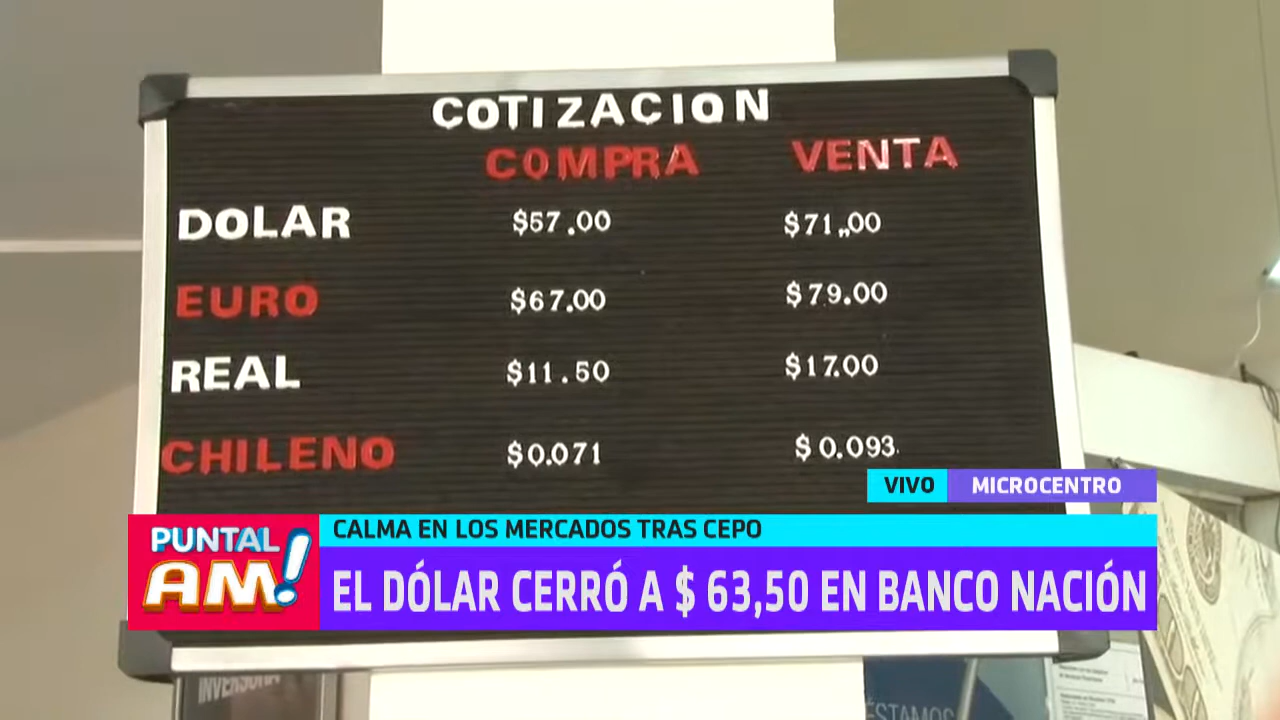 COTIZACION
COMPRA VENTA
DOLAR $57.00 $71,,00
EURO $67.00 $79.00
REAL $11.50 $17.00
CHILENO $0.071 $0.093
VIVO MICROCENTRO
PUNTAL AM!
CALMA EN LOS MERCADOS TRAS CEPO
EL DÓLAR CERRÓ A $ 63,50 EN BANCO NACIÓN
INVERSORA
ÉSTAMOS